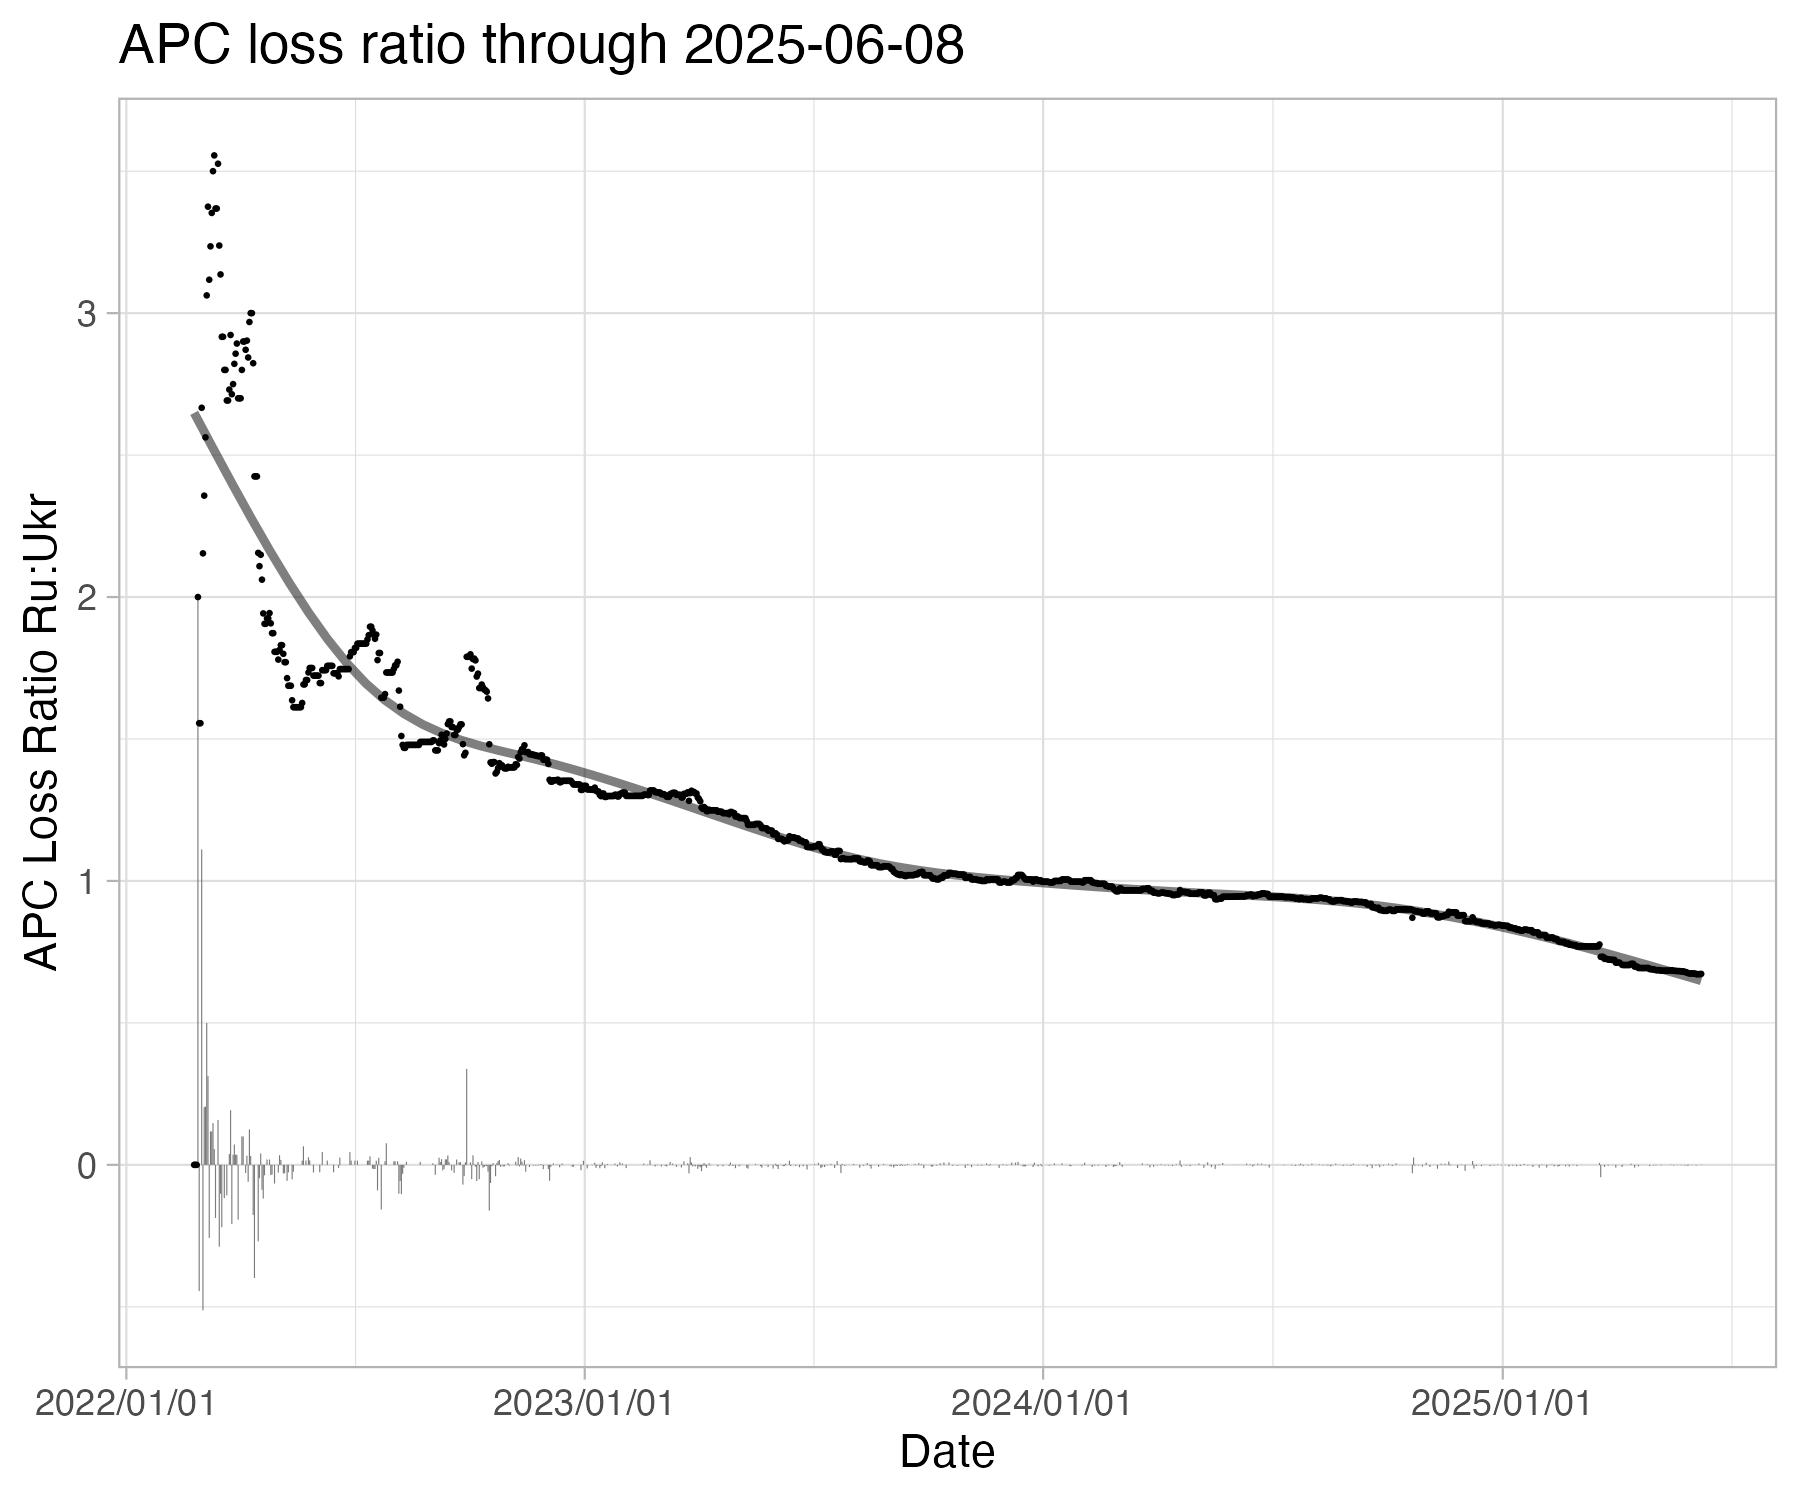 APC loss ratio through 2025-06-08
APC Loss Ratio Ru:Ukr
3
2
1
0
2022/01/01 2023/01/01 2024/01/01 2025/01/01
Date